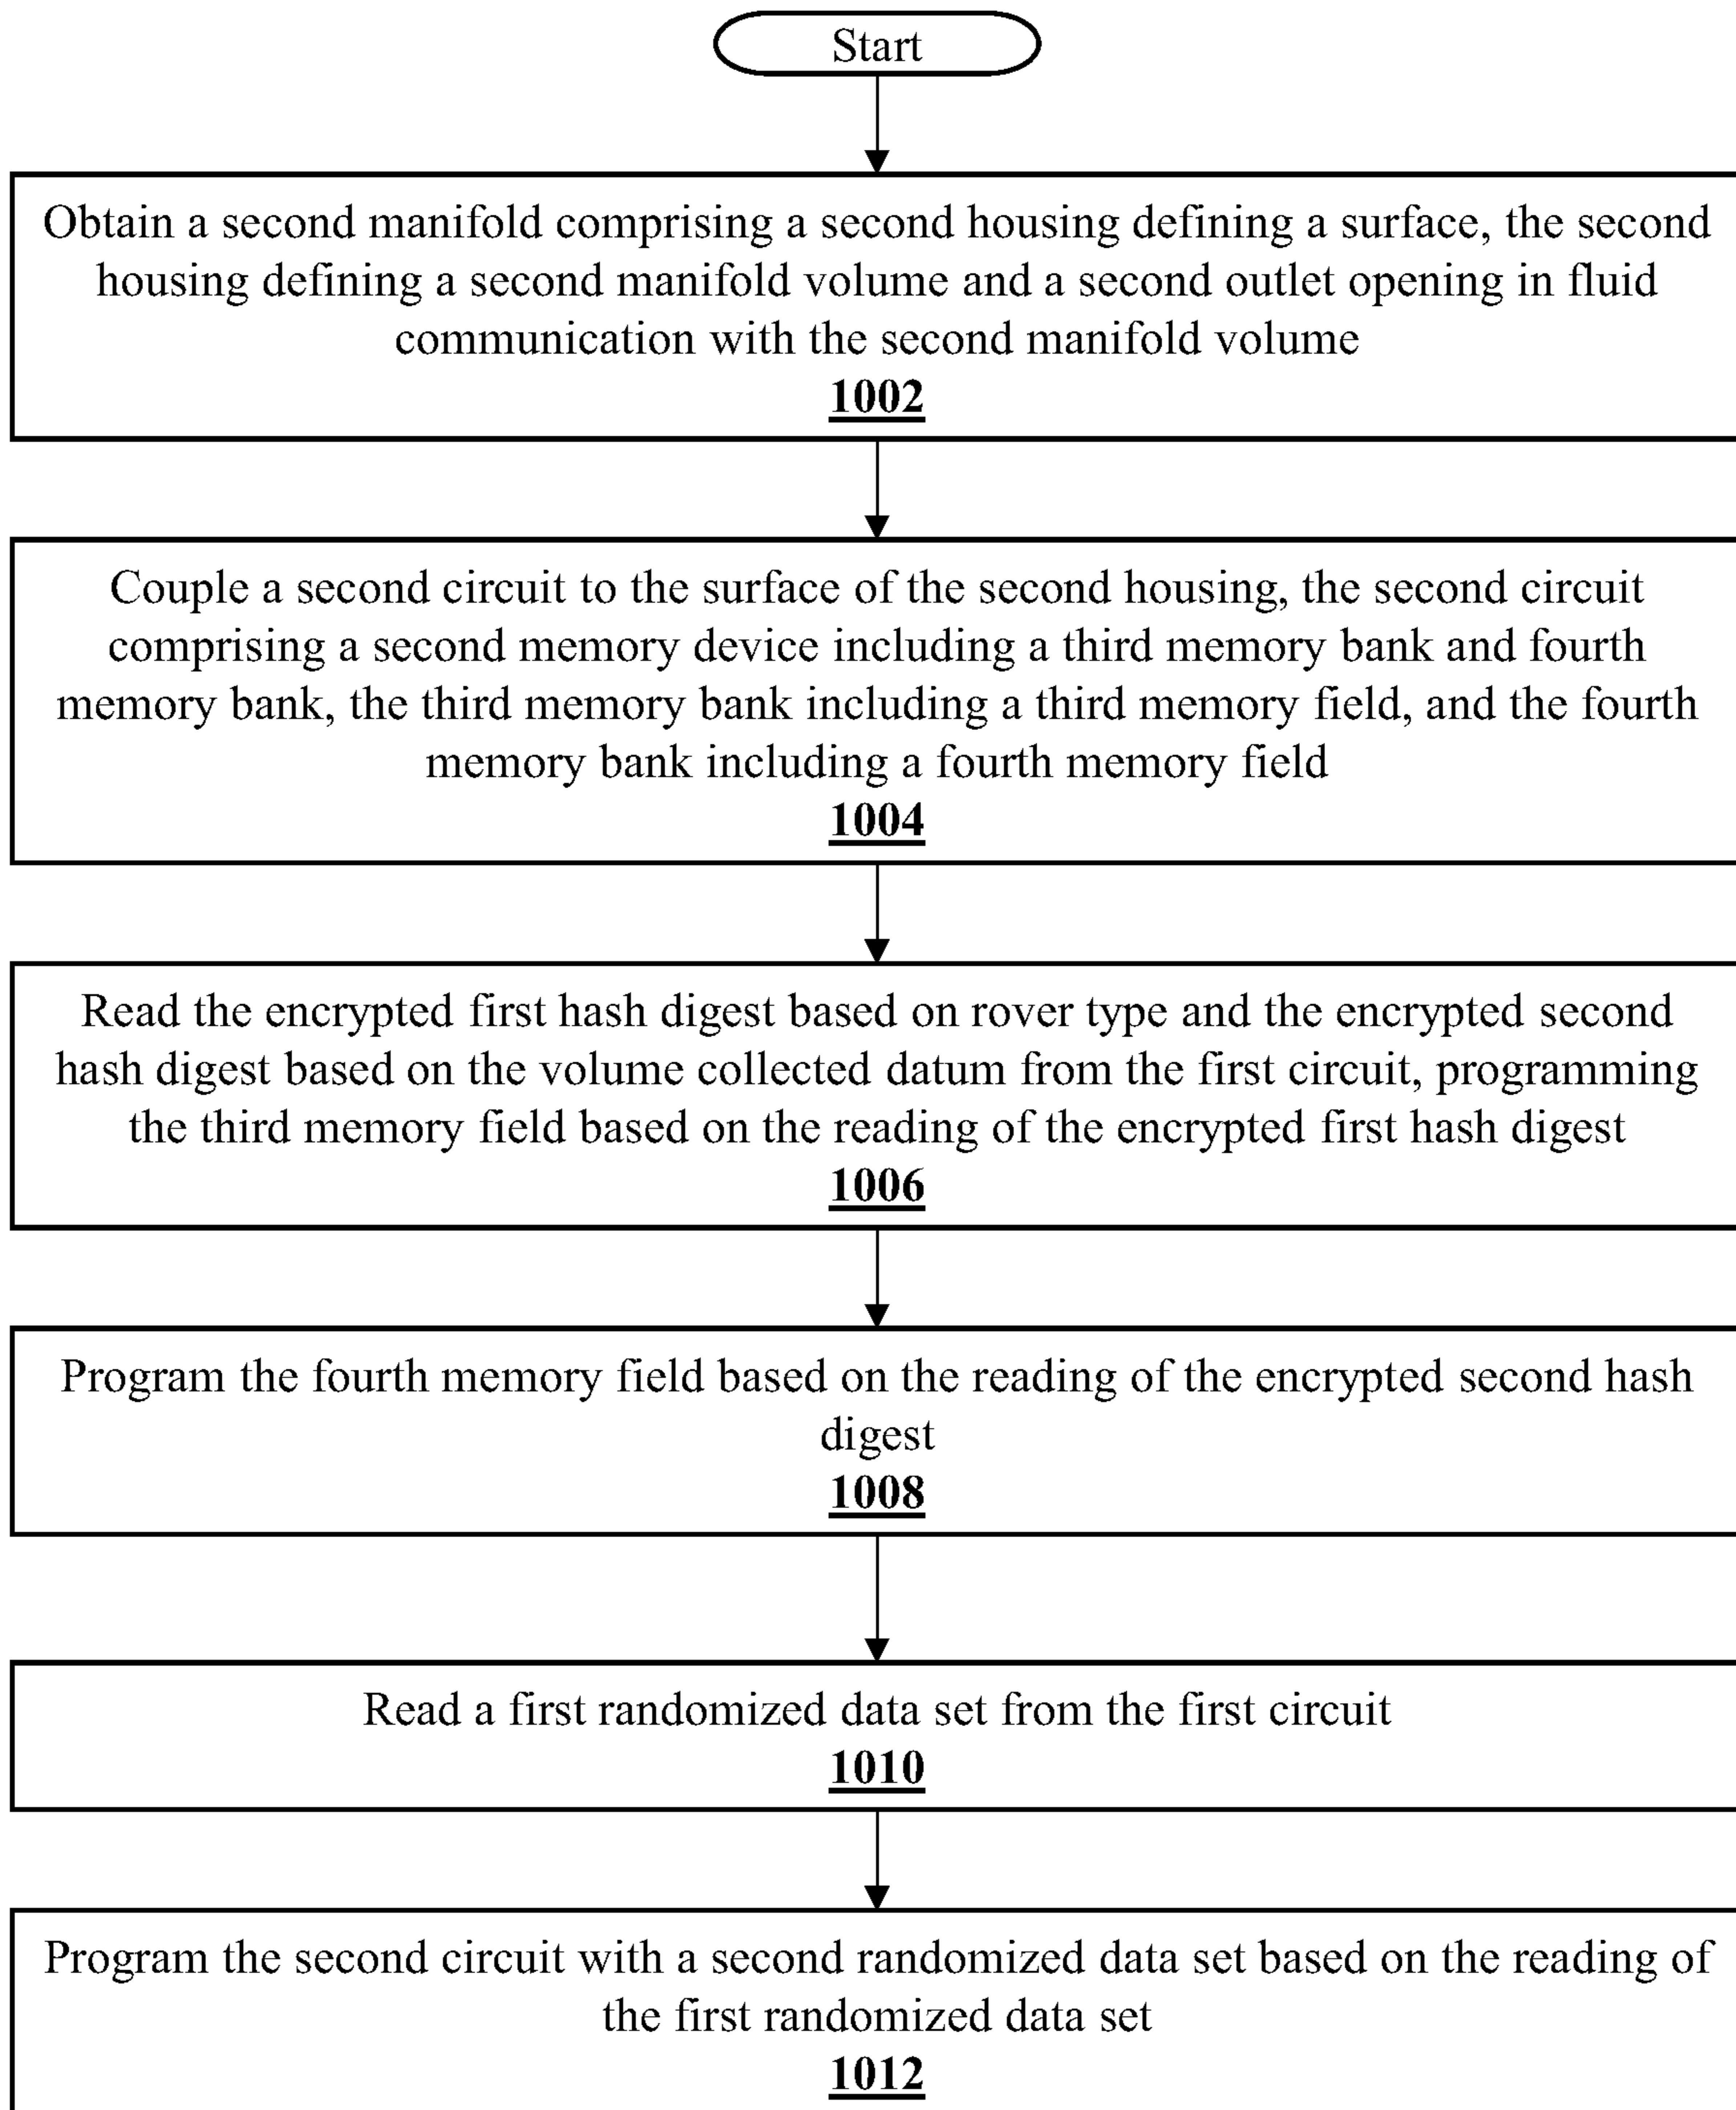 Start
Obtain a second manifold comprising a second housing defining a surface, the second
housing defining a second manifold volume and a second outlet opening in fluid
communication with the second manifold volume
1002
Couple a second circuit to the surface of the second housing, the second circuit
comprising a second memory device including a third memory bank and fourth
memory bank, the third memory bank including a third memory field, and the fourth
memory bank including a fourth memory field
1004
Read the encrypted first hash digest based on rover type and the encrypted second
hash digest based on the volume collected datum from the first circuit, programming
the third memory field based on the reading of the encrypted first hash digest
1006
Program the fourth memory field based on the reading of the encrypted second hash
digest
1008
Read a first randomized data set from the first circuit
1010
Program the second circuit with a second randomized data set based on the reading of
the first randomized data set
1012